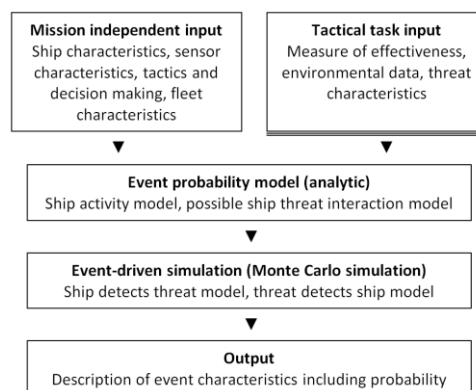 Mission independent input
Ship characteristics, sensor
characteristics, tactics and
decision making, fleet
characteristics
Tactical task input
Measure of effectiveness,
environmental data, threat
characteristics
Event probability model (analytic)
Ship activity model, possible ship threat interaction model
Event-driven simulation (Monte Carlo simulation)
Ship detects threat model, threat detects ship model
Output
Description of event characteristics including probability